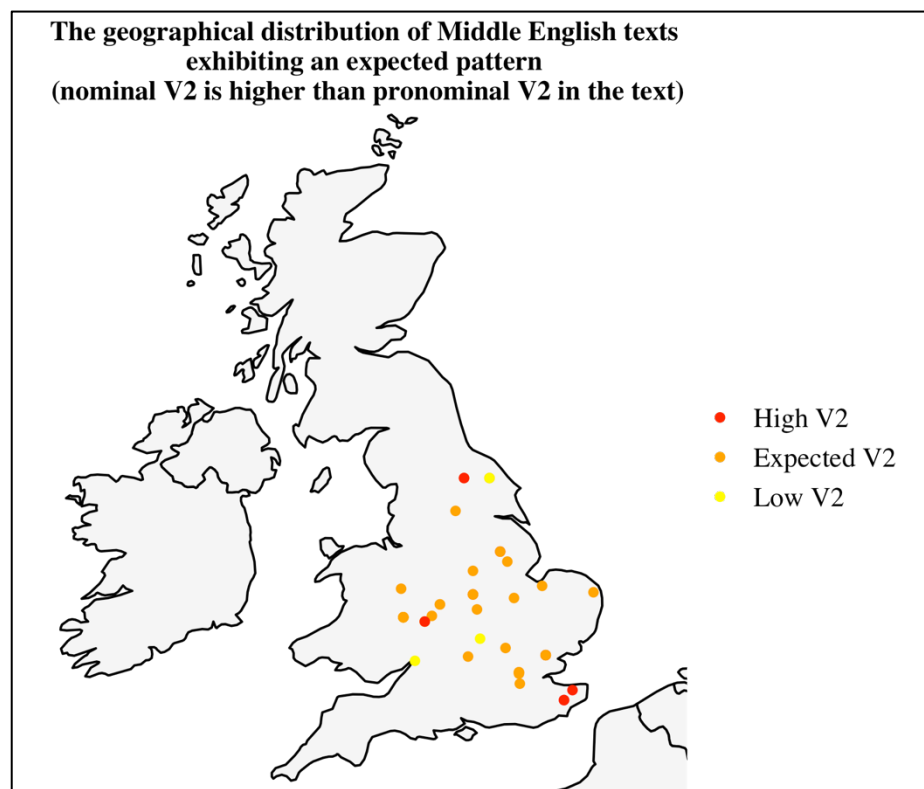 The geographical distribution of Middle English texts
exhibiting an expected pattern
(nominal V2 is higher than pronominal V2 in the text)
High V2
Expected V2
Low V2